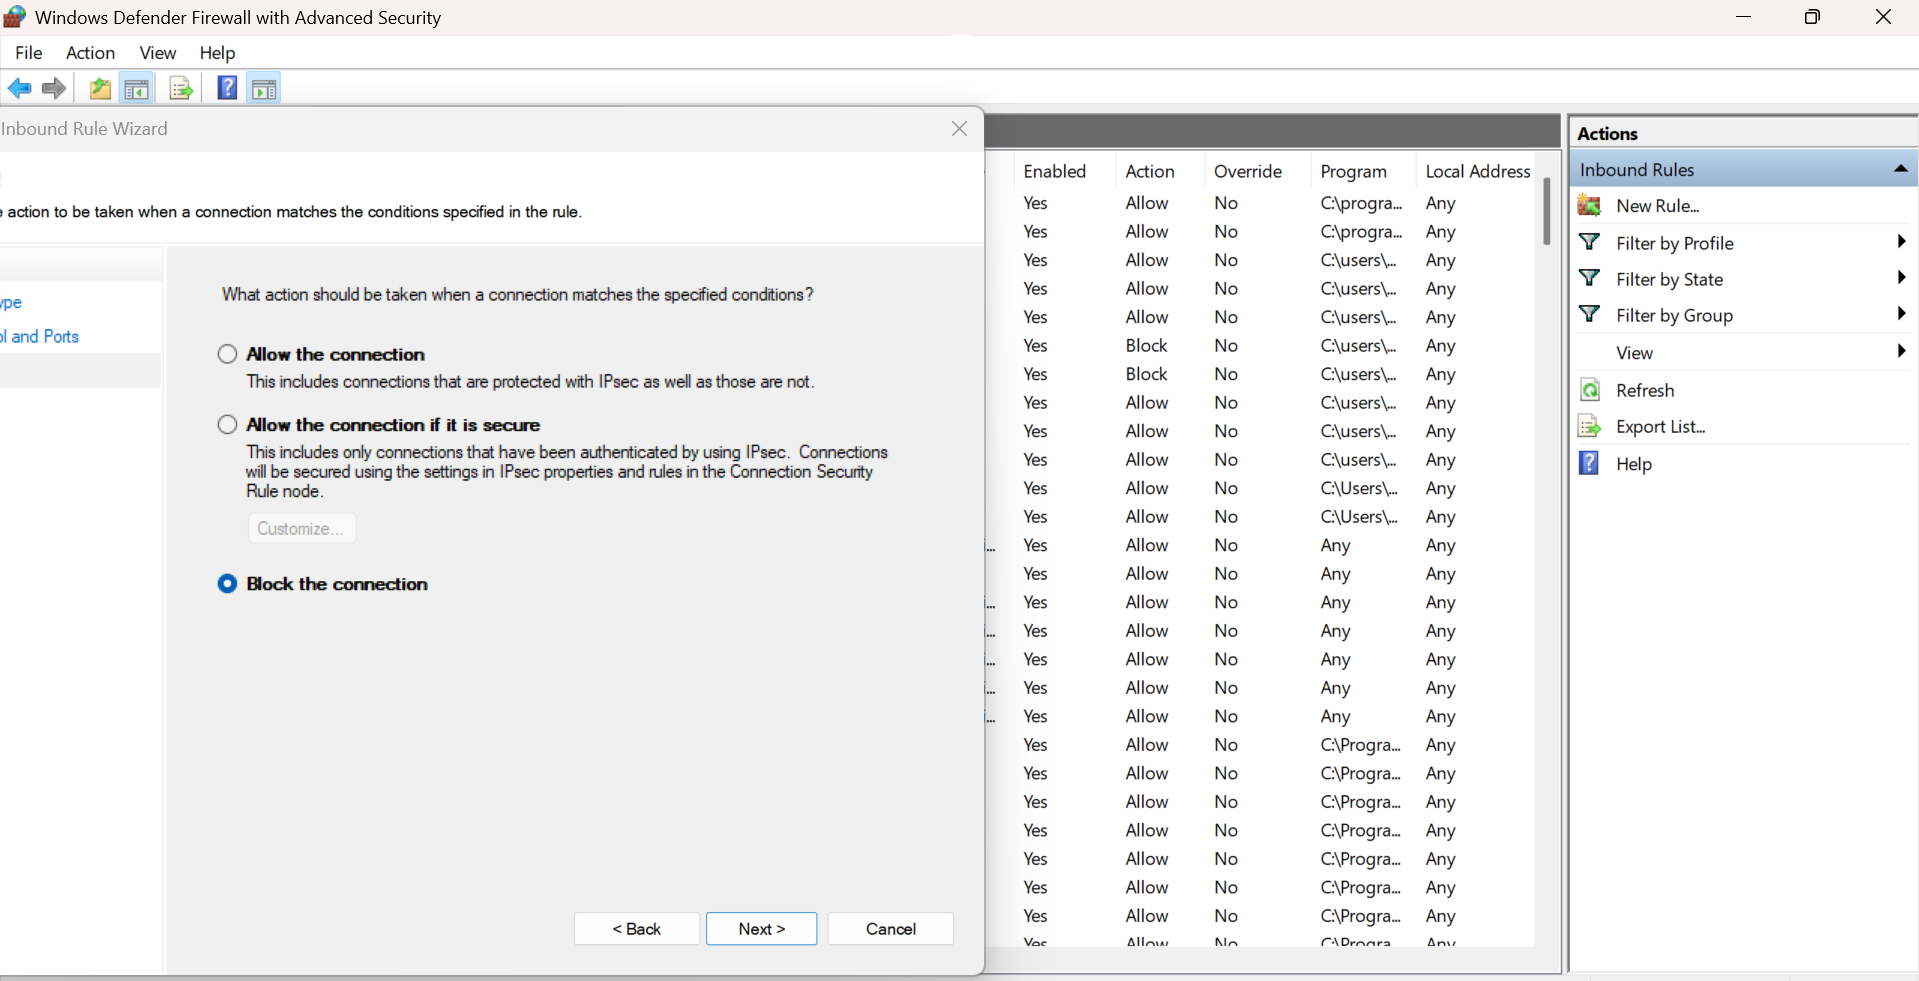 Windows Defender Firewall with Advanced Security
File Action View Help
Inbound Rule Wizard
action to be taken when a connection matches the conditions specified in the rule.
ype
ol and Ports
What action should be taken when a connection matches the specified conditions?
Allow the connection
This includes connections that are protected with IPsec as well as those are not.
Allow the connection if it is secure
This includes only connections that have been authenticated by using IPsec. Connections
will be secured using the settings in IPsec properties and rules in the Connection Security
Rule node.
Customize...
Block the connection
< Back Next > Cancel
Enabled Action Override Program Local Address
Yes Allow No C:\progra... Any
Yes Allow No C:\progra... Any
Yes Allow No C:\users\... Any
Yes Allow No C:\users\... Any
Yes Allow No C:\users\... Any
Yes Block No C:\users\... Any
Yes Block No C:\users\... Any
Yes Allow No C:\users\... Any
Yes Allow No C:\users\... Any
Yes Allow No C:\users\... Any
Yes Allow No C:\Users\... Any
Yes Allow No C:\Users\... Any
i... Yes Allow No Any Any
Yes Allow No Any Any
i... Yes Allow No Any Any
i... Yes Allow No Any Any
i... Yes Allow No Any Any
i... Yes Allow No Any Any
i... Yes Allow No Any Any
Yes Allow No C:\Progra... Any
Yes Allow No C:\Progra... Any
Yes Allow No C:\Progra... Any
Yes Allow No C:\Progra... Any
Yes Allow No C:\Progra... Any
Yes Allow No C:\Progra... Any
Yes Allow No C:\Progra... Any
Yes Allow No C:\Progra... Any
Actions
Inbound Rules
New Rule...
Filter by Profile
Filter by State
Filter by Group
View
Refresh
Export List...
Help